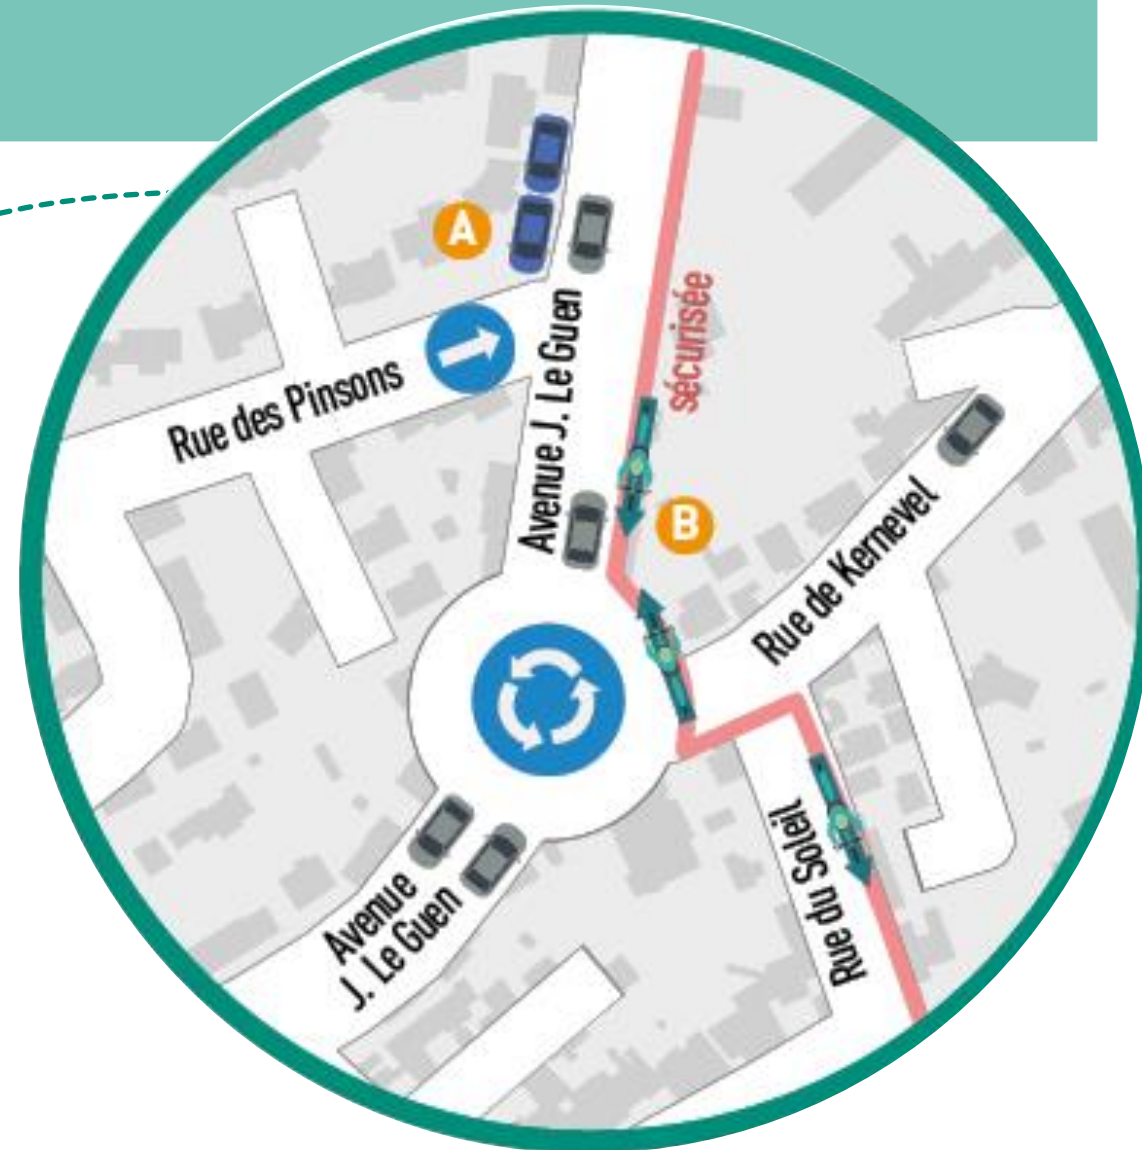 A
sécurisée
Avenue J. Le Guen
Rue des Pinsons
B
Rue de Kernevel
Rue du Soleil
Avenue
J. Le Guen